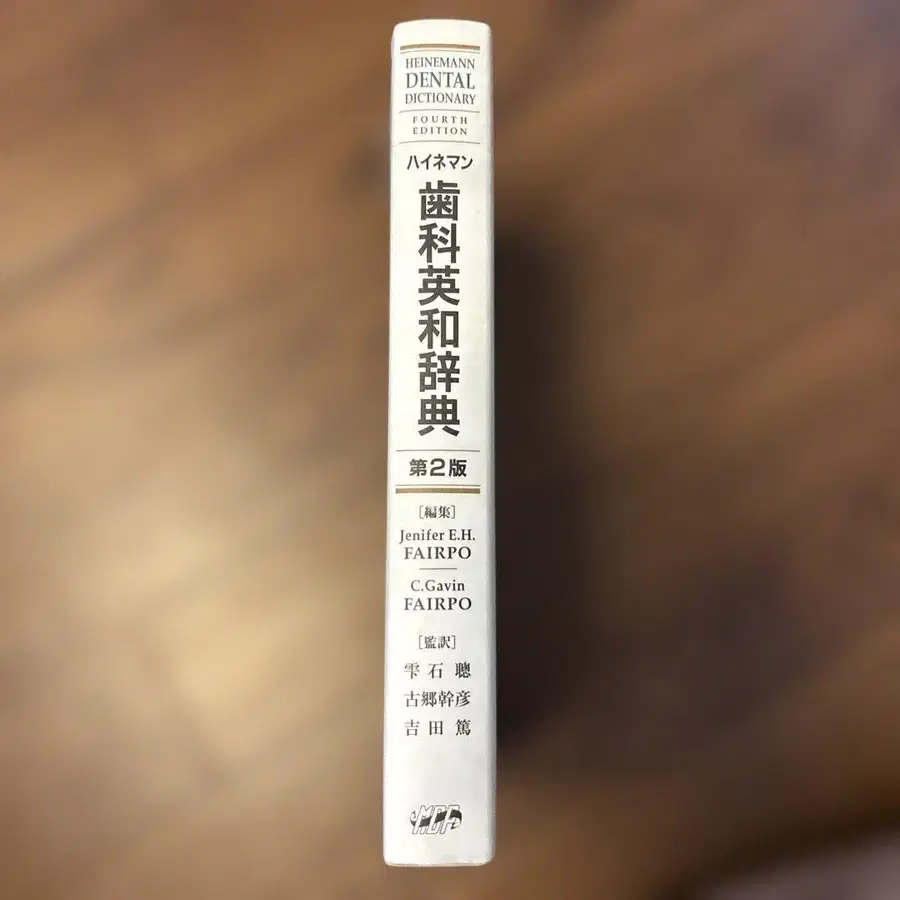 HEINEMANN
DENTAL
DICTIONARY
FOURTH
EDITION
ハイネマン
歯科英和辞典
第2版
[編集]
Jenifer E.H.
FAIRPO
C.Gavin
FAIRPO
[監訳]
雫石 聰
古郷幹彦
吉田 篤
MDP